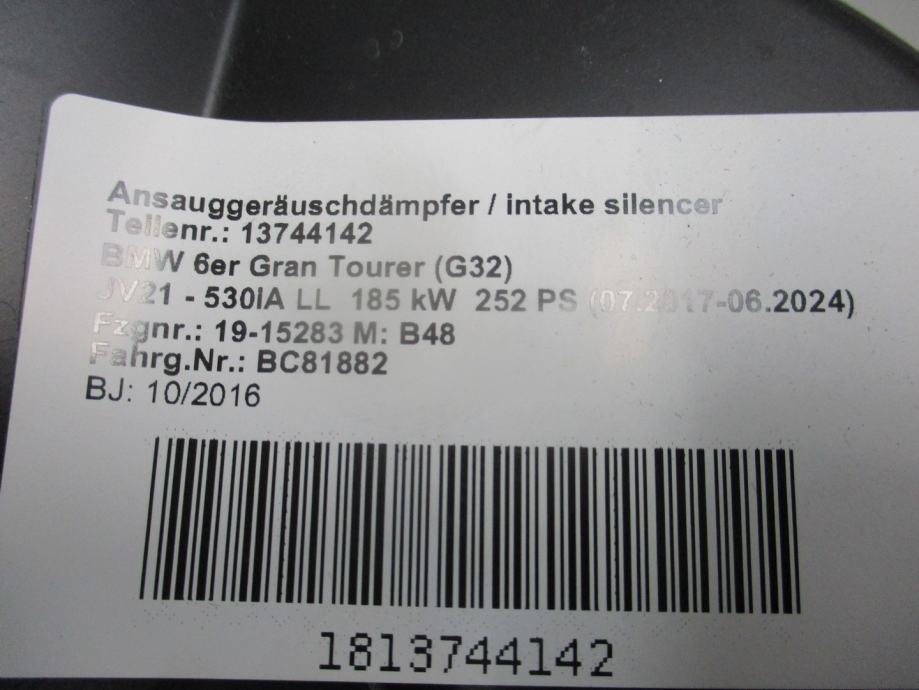 Ansauggeräuschdämpfer / intake silencer
Teilenr.: 13744142
BMW 6er Gran Tourer (G32)
JV21 - 530iA LL 185 kW 252 PS (07.2017-06.2024)
Fzgnr.: 19-15283 M: B48
Fahrg.Nr.: BC81882
BJ: 10/2016
1813744142